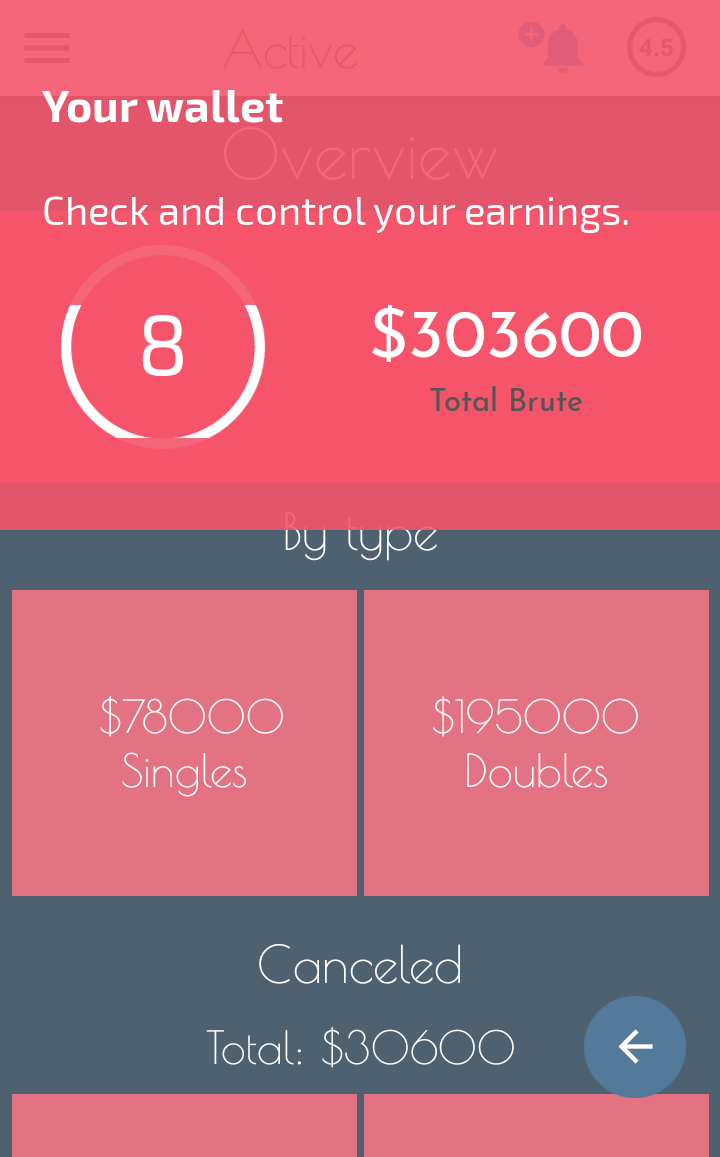 Active
4.5
Your wallet
Overview
Check and control your earnings.
8
$303600
Total Brute
By type
$78000
Singles
$195000
Doubles
Canceled
Total: $30600